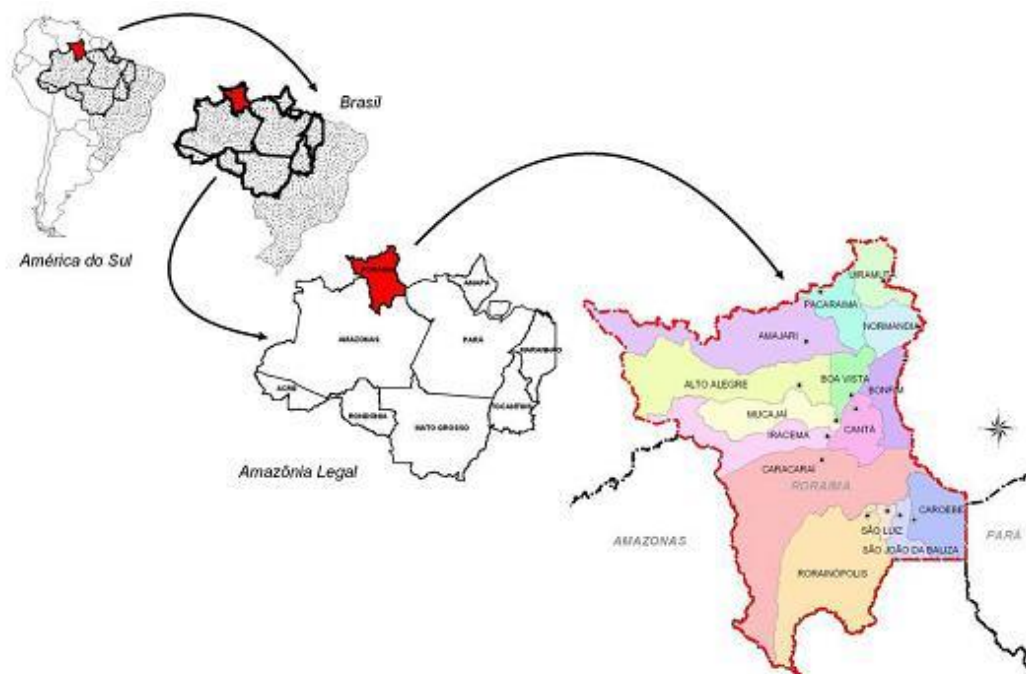 Brasil
América do Sul
RORAIMA
AMAPÁ
AMAZONAS
PARÁ
MARANHÃO
ACRE
RONDÔNIA
TOCANTINS
MATO GROSSO
Amazônia Legal
UIRAMUTÃ
PACARAIMA
NORMANDIA
AMAJARI
ALTO ALEGRE
BOA VISTA
BONFIM
MUCAJAÍ
CANTÁ
IRACEMA
CARACARAÍ
RORAIMA
CAROEBE
AMAZONAS
SÃO LUIZ
PARÁ
SÃO JOÃO DA BALIZA
RORAINÓPOLIS